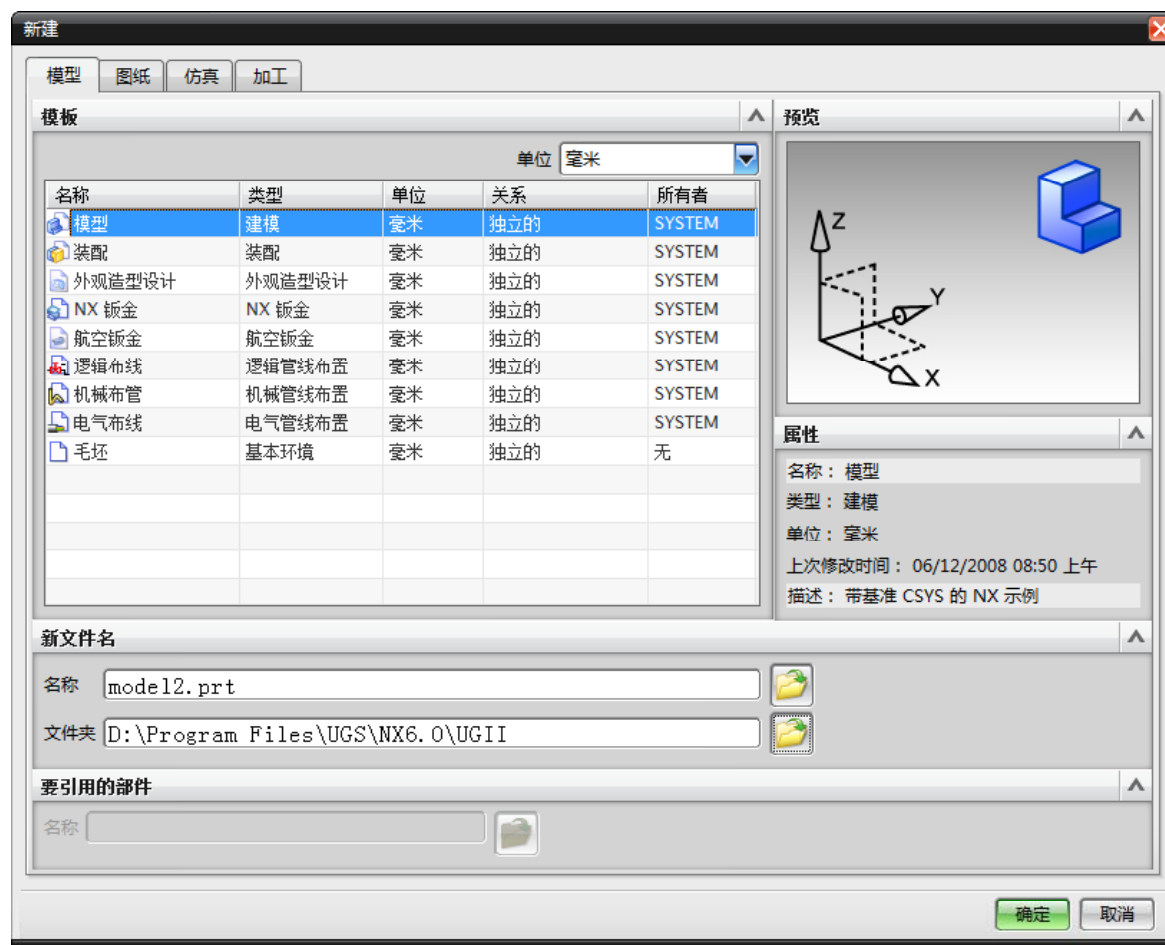 新建
模型 图纸 仿真 加工
模板
单位 毫米
名称 类型 单位 关系 所有者
模型 建模 毫米 独立的 SYSTEM
装配 装配 毫米 独立的 SYSTEM
外观造型设计 外观造型设计 毫米 独立的 SYSTEM
NX 钣金 NX 钣金 毫米 独立的 SYSTEM
航空钣金 航空钣金 毫米 独立的 SYSTEM
逻辑布线 逻辑管线布置 毫米 独立的 SYSTEM
机械布管 机械管线布置 毫米 独立的 SYSTEM
电气布线 电气管线布置 毫米 独立的 SYSTEM
毛坯 基本环境 毫米 独立的 无
预览
Z
Y
X
属性
名称： 模型
类型： 建模
单位： 毫米
上次修改时间： 06/12/2008 08:50 上午
描述： 带基准 CSYS 的 NX 示例
新文件名
名称 model2.prt
文件夹 D:\Program Files\UGS\NX6.0\UGII
要引用的部件
名称
确定 取消